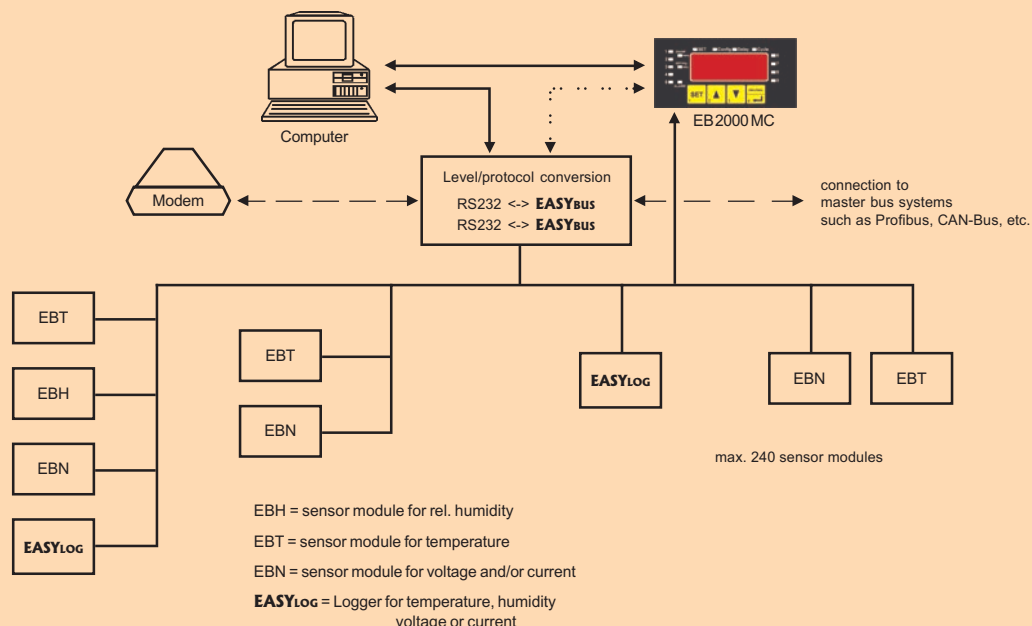 Computer
EB2000MC
SET
Modem
Level/protocol conversion
RS232 <-> EASYBUS
RS232 <-> EASYBUS
connection to
master bus systems
such as Profibus, CAN-Bus, etc.
EBT
EBH
EBN
EASYLOG
EBT
EBN
EASYLOG
EBN
EBT
max. 240 sensor modules
EBH = sensor module for rel. humidity
EBT = sensor module for temperature
EBN = sensor module for voltage and/or current
EASYLOG = Logger for temperature, humidity
voltage or current